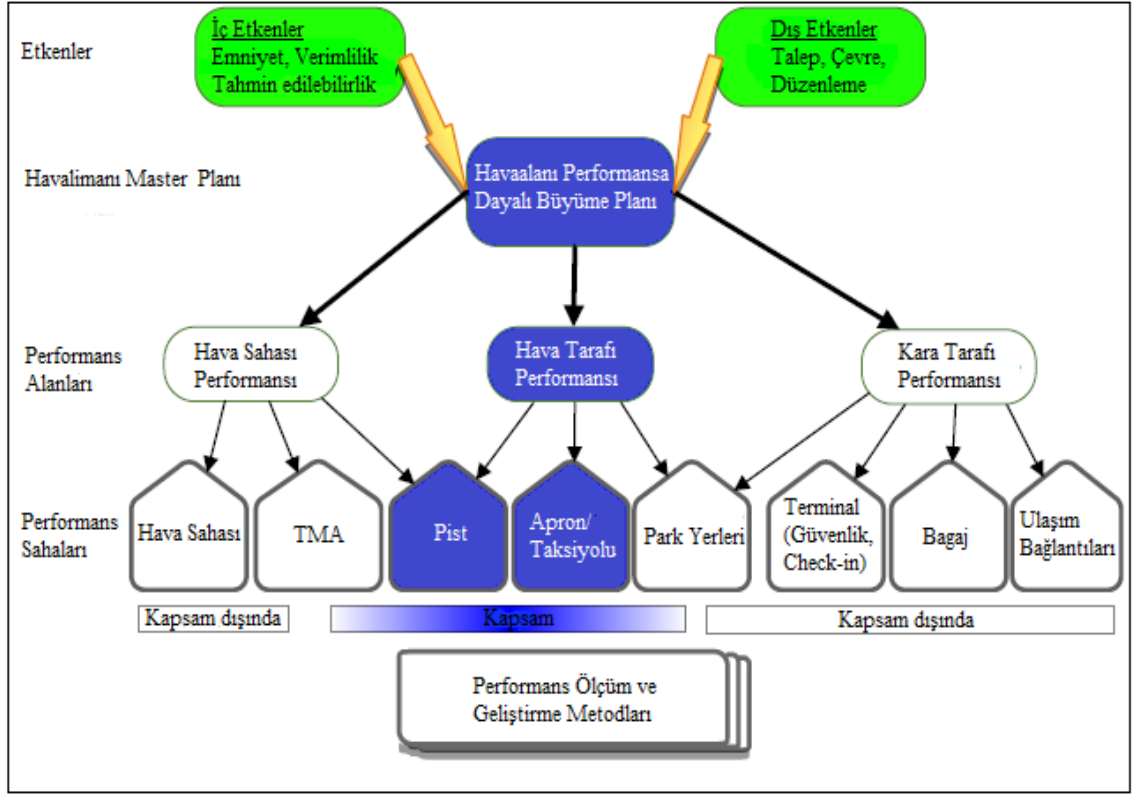 Etkenler
İç Etkenler
Emniyet, Verimlilik
Tahmin edilebilirlik
Dış Etkenler
Talep, Çevre,
Düzenleme
Havalimanı Master Planı
Havaalanı Performansa
Dayalı Büyüme Planı
Performans
Alanları
Hava Sahası
Performansı
Hava Tarafı
Performansı
Kara Tarafı
Performansı
Performans
Sahaları
Hava Sahası
TMA
Pist
Apron/
Taksiyolu
Park Yerleri
Terminal
(Güvenlik,
Check-in)
Bagaj
Ulaşım
Bağlantıları
Kapsam dışında
Kapsam
Kapsam dışında
Performans Ölçüm ve
Geliştirme Metodları